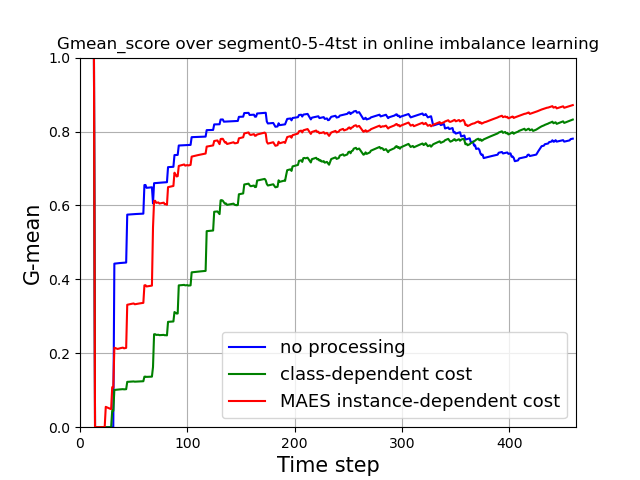 Gmean_score over segment0-5-4tst in online imbalance learning
1.0
0.8
0.6
0.4
0.2
0.0
G-mean
no processing
class-dependent cost
MAES instance-dependent cost
0 100 200 300 400
Time step